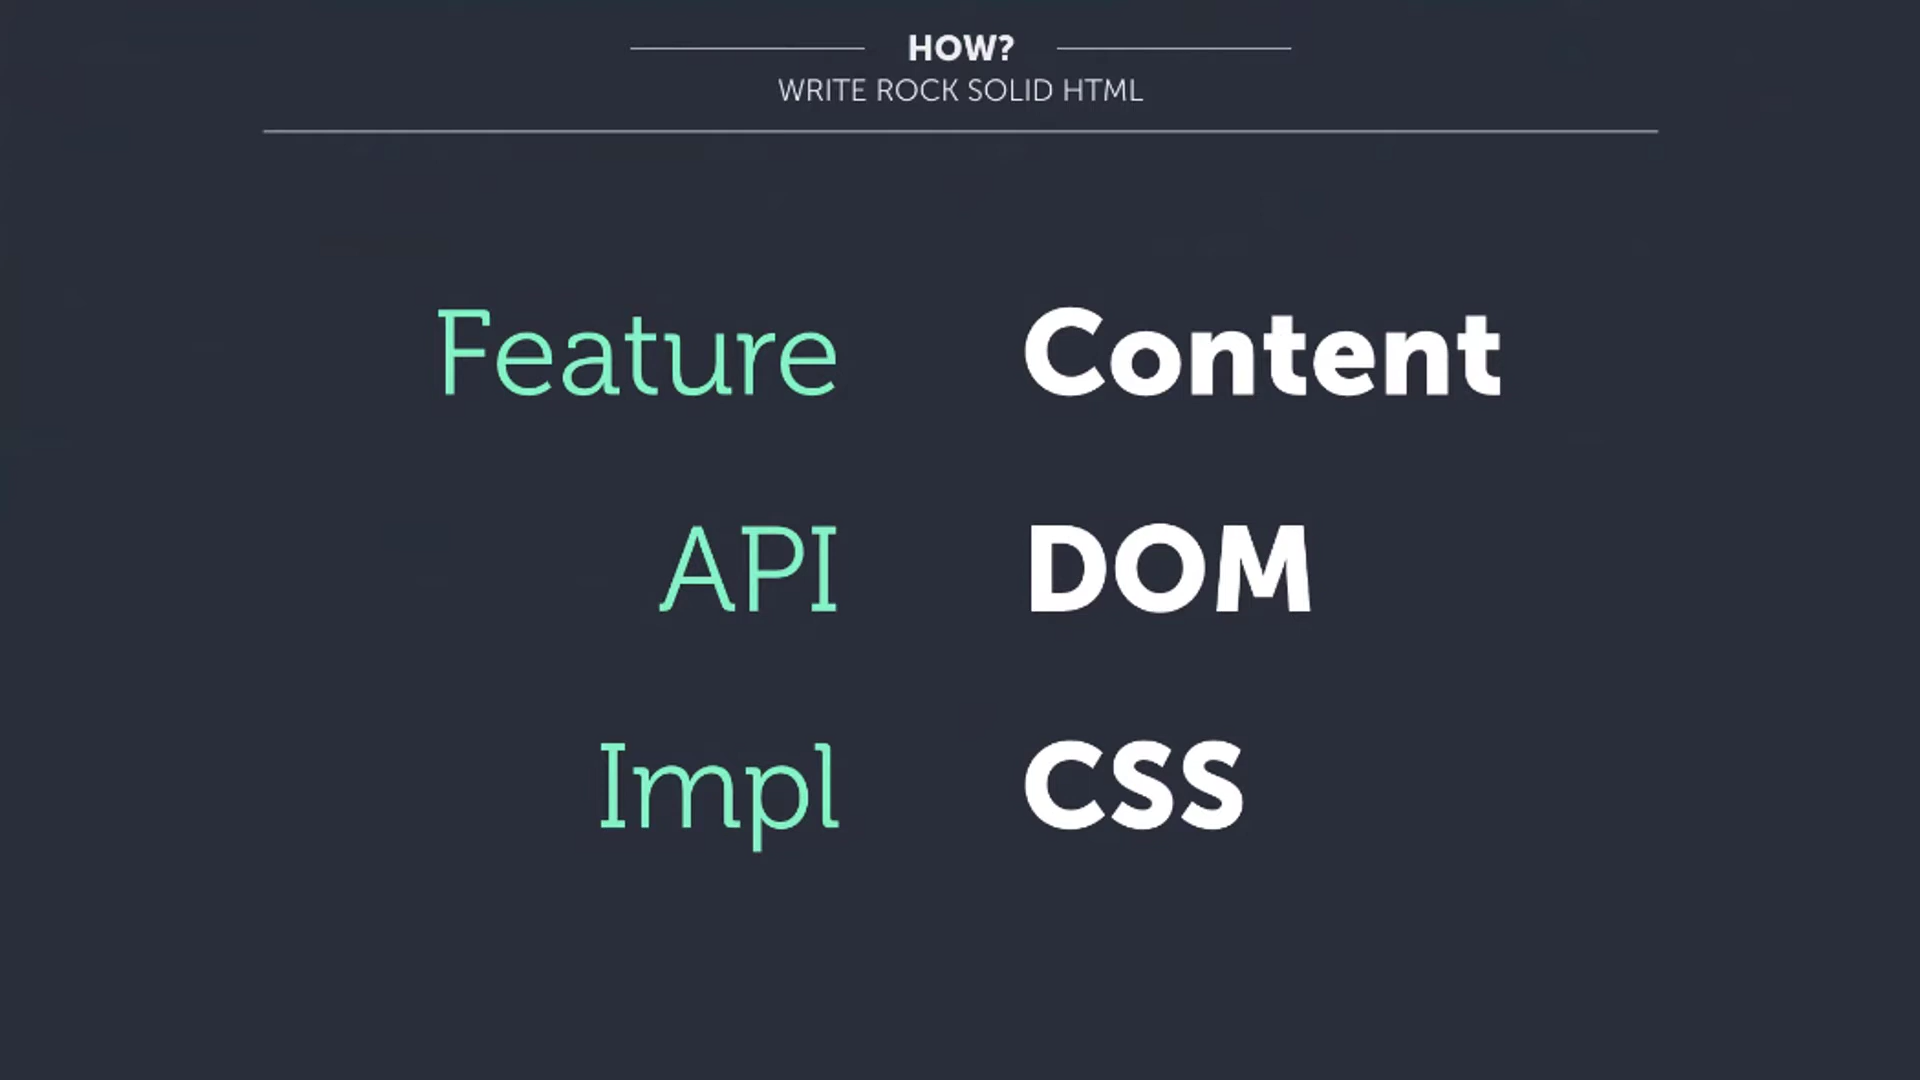 HOW?
WRITE ROCK SOLID HTML
Feature Content
API DOM
Impl CSS